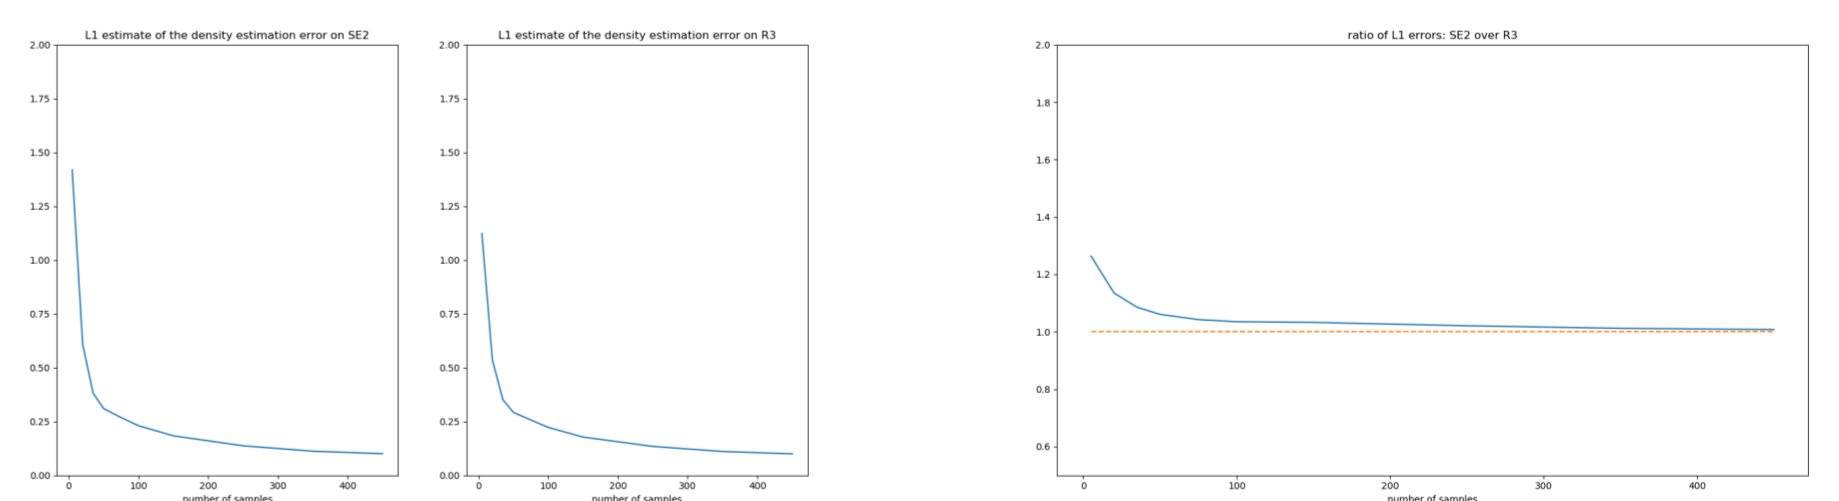 L1 estimate of the density estimation error on SE2
2.00
1.75
1.50
1.25
1.00
0.75
0.50
0.25
0.00
0 100 200 300 400
number of samples
L1 estimate of the density estimation error on R3
2.00
1.75
1.50
1.25
1.00
0.75
0.50
0.25
0.00
0 100 200 300 400
number of samples
ratio of L1 errors: SE2 over R3
2.0
1.8
1.6
1.4
1.2
1.0
0.8
0.6
0 100 200 300 400
number of samples